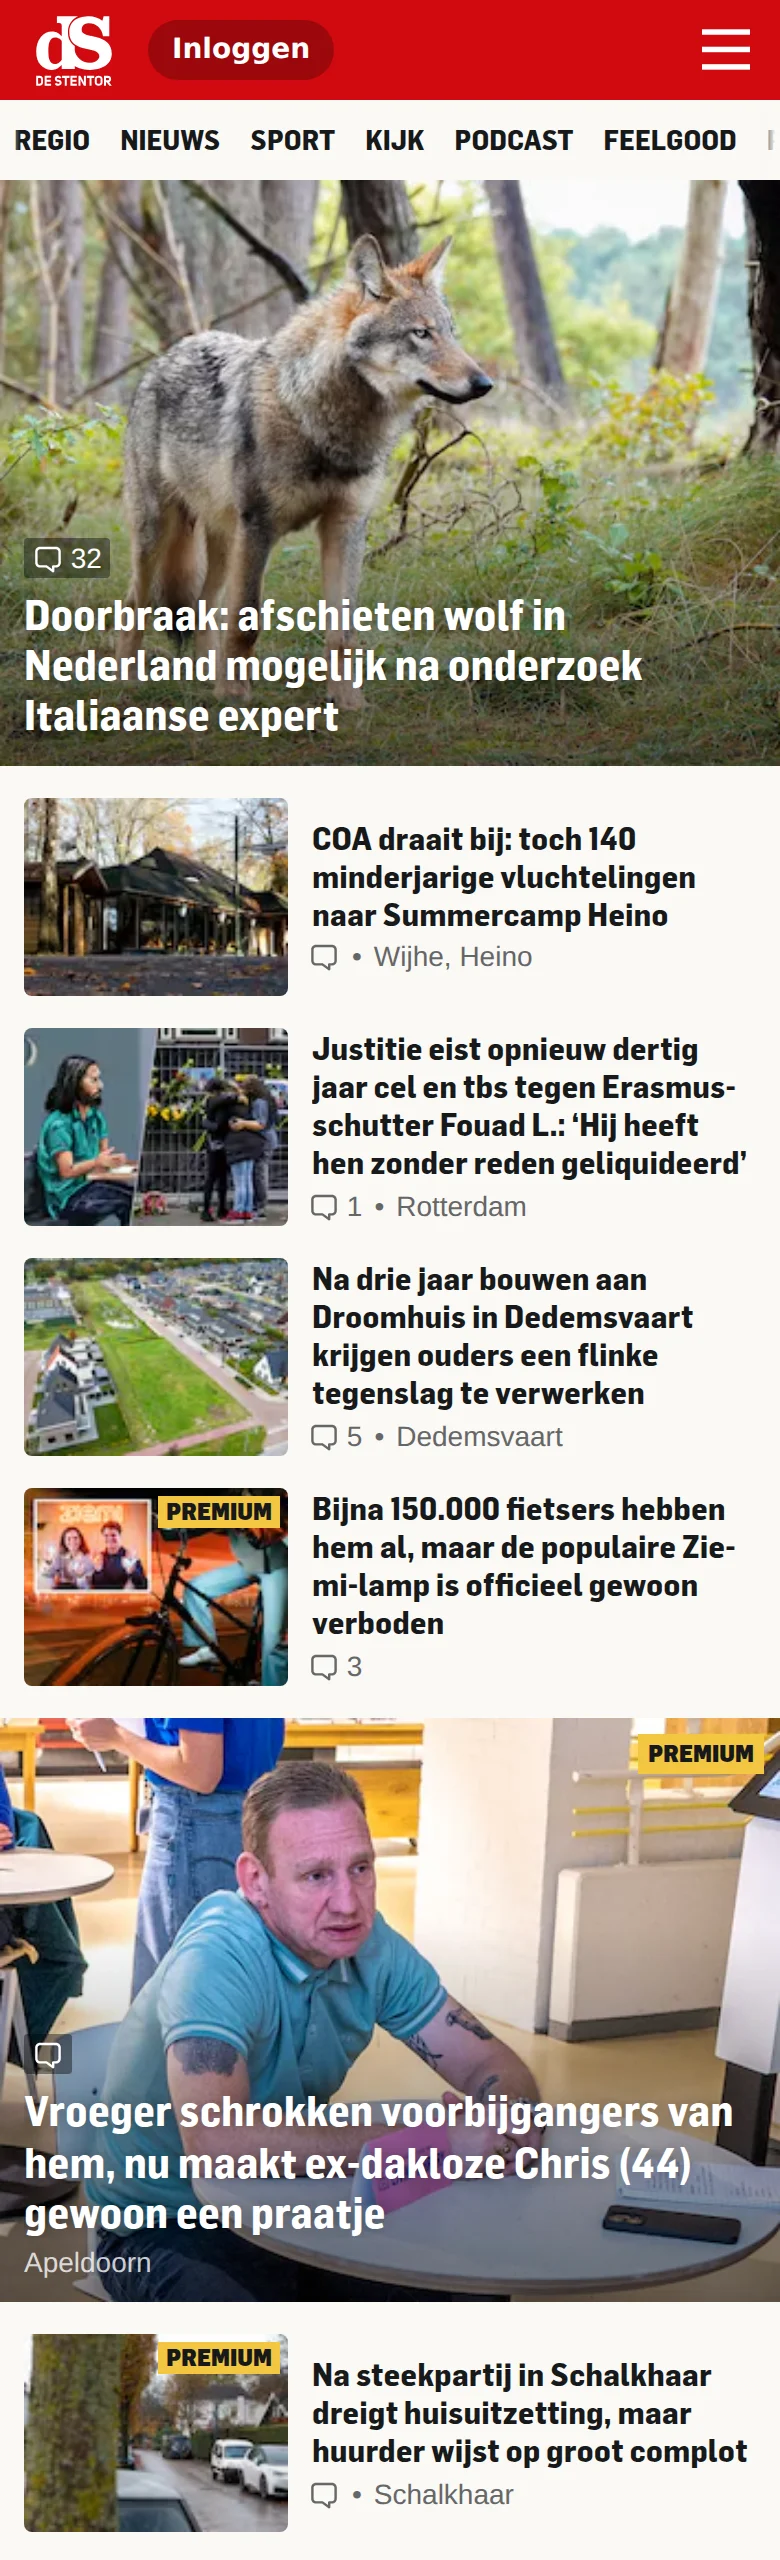 dS
DE STENTOR
Inloggen
REGIO NIEUWS SPORT KIJK PODCAST FEELGOOD
32
Doorbraak: afschieten wolf in
Nederland mogelijk na onderzoek
Italiaanse expert
COA draait bij: toch 140
minderjarige vluchtelingen
naar Summercamp Heino
• Wijhe, Heino
Justitie eist opnieuw dertig
jaar cel en tbs tegen Erasmus-
schutter Fouad L.: ‘Hij heeft
hen zonder reden geliquideerd’
1 • Rotterdam
Na drie jaar bouwen aan
Droomhuis in Dedemsvaart
krijgen ouders een flinke
tegenslag te verwerken
5 • Dedemsvaart
PREMIUM
Bijna 150.000 fietsers hebben
hem al, maar de populaire Zie-
mi-lamp is officieel gewoon
verboden
3
PREMIUM
Vroeger schrokken voorbijgangers van
hem, nu maakt ex-dakloze Chris (44)
gewoon een praatje
Apeldoorn
PREMIUM
Na steekpartij in Schalkhaar
dreigt huisuitzetting, maar
huurder wijst op groot complot
• Schalkhaar